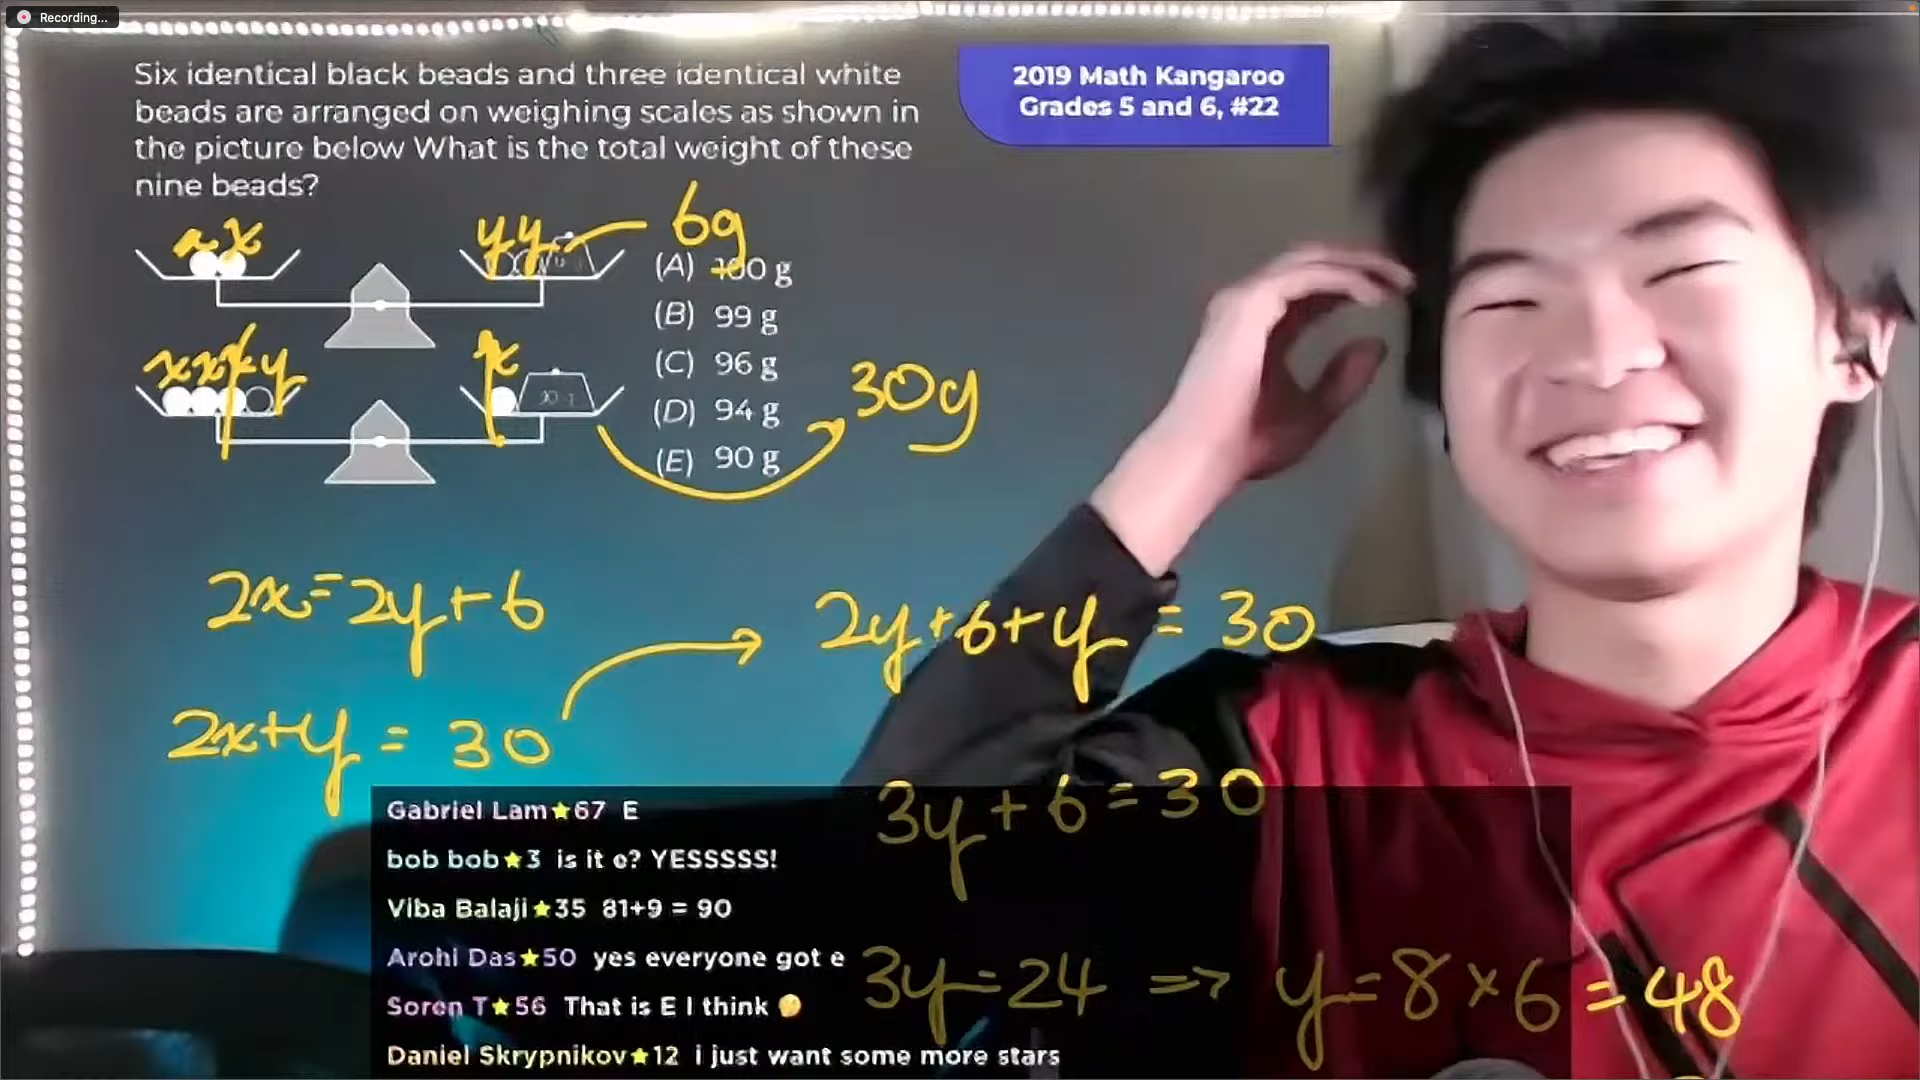 Recording...
Six identical black beads and three identical white
beads are arranged on weighing scales as shown in
the picture below What is the total weight of these
nine beads?
2019 Math Kangaroo
Grades 5 and 6, #22
x
yy
6g
(A) 100 g
(B) 99 g
(C) 96 g
(D) 94 g
(E) 90 g
xxxy
x
30g
2x=2y+6
2x+y = 30
2y+6+y = 30
3y+6=30
3y=24 => y=8×6=48
Gabriel Lam★67 E
bob bob★3 is it e? YESSSSS!
Viba Balaji★35 81+9 = 90
Arohi Das★50 yes everyone got e
Soren T★56 That is E I think 🤔
Daniel Skrypnikov★12 i just want some more stars